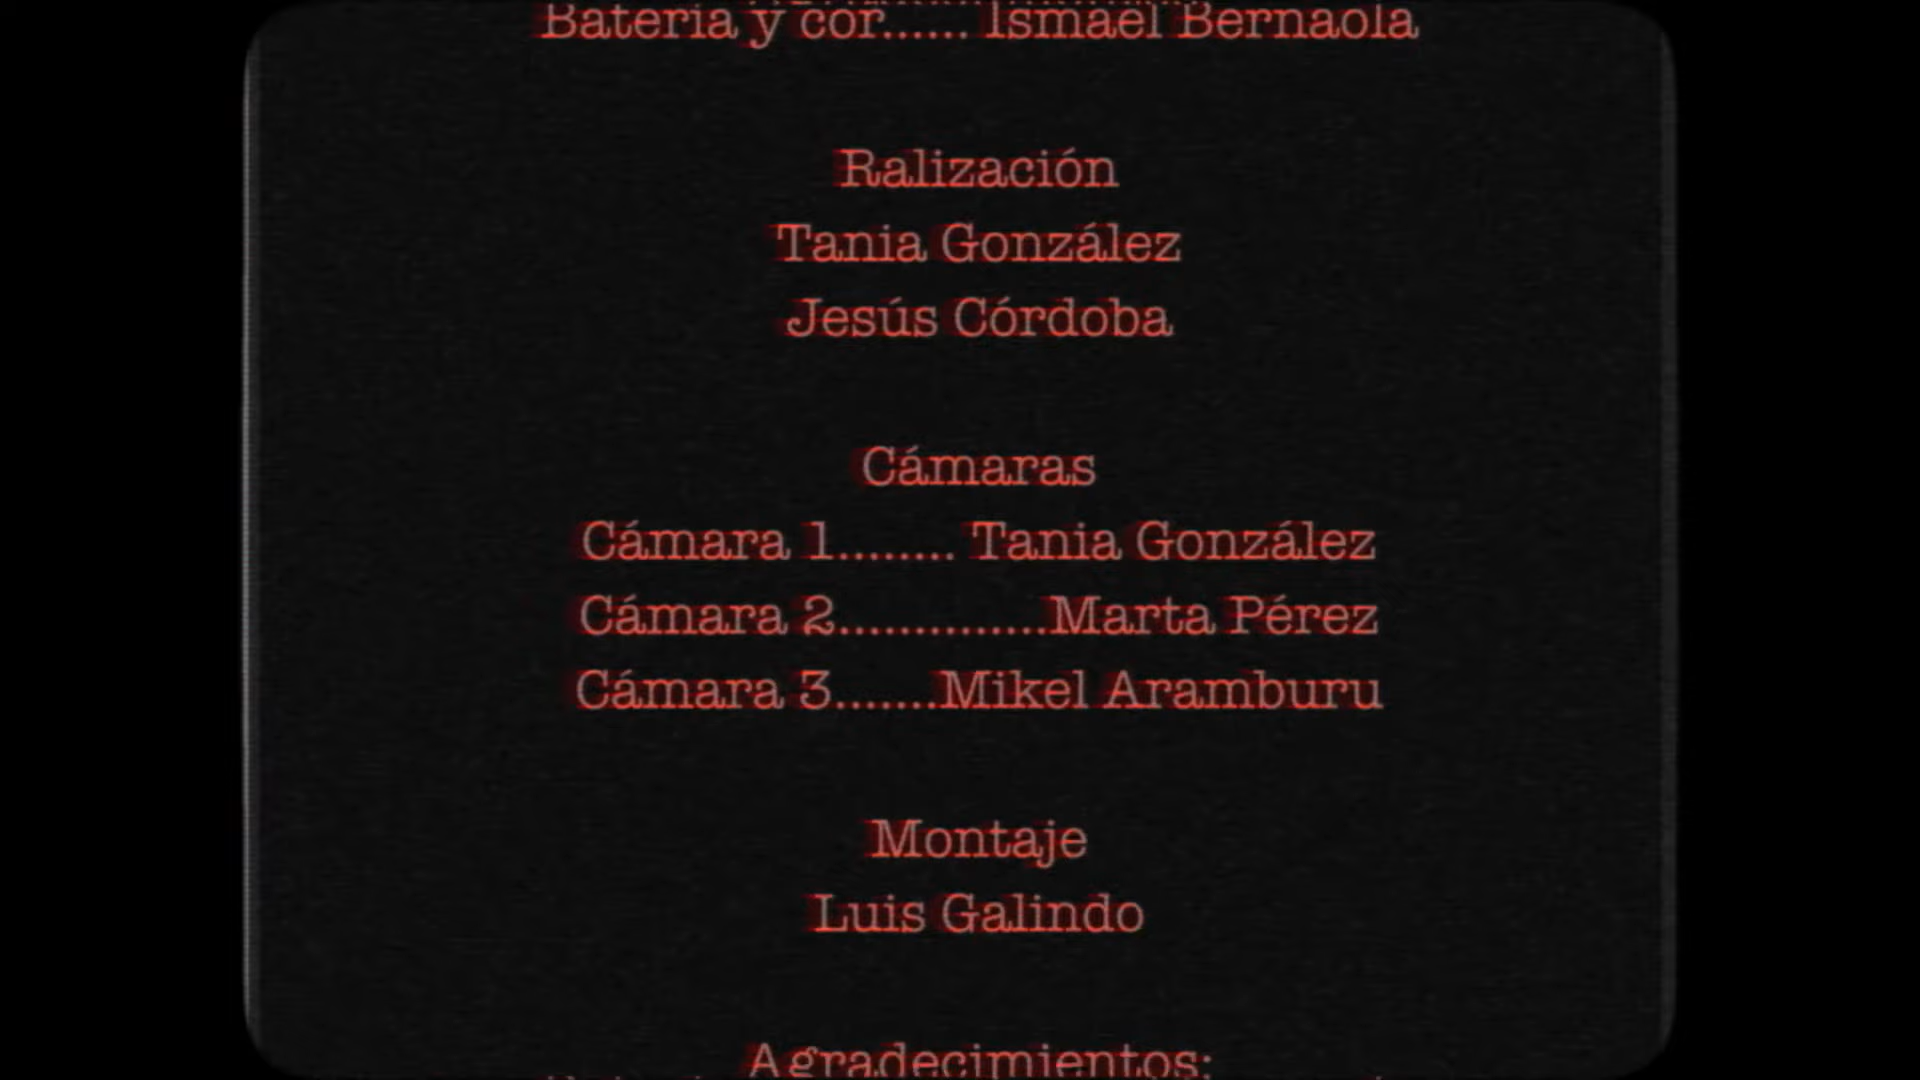 Bateria y cor...... Ismael Bernaola
Ralización
Tania González
Jesús Córdoba
Cámaras
Cámara 1........ Tania González
Cámara 2..............Marta Pérez
Cámara 3.......Mikel Aramburu
Montaje
Luis Galindo
Agradecimientos: